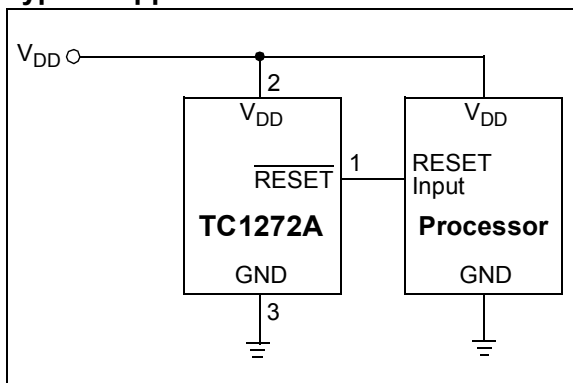 V_DD
2
V_DD
V_DD
RESET
1
RESET
Input
TC1272A
Processor
GND
GND
3